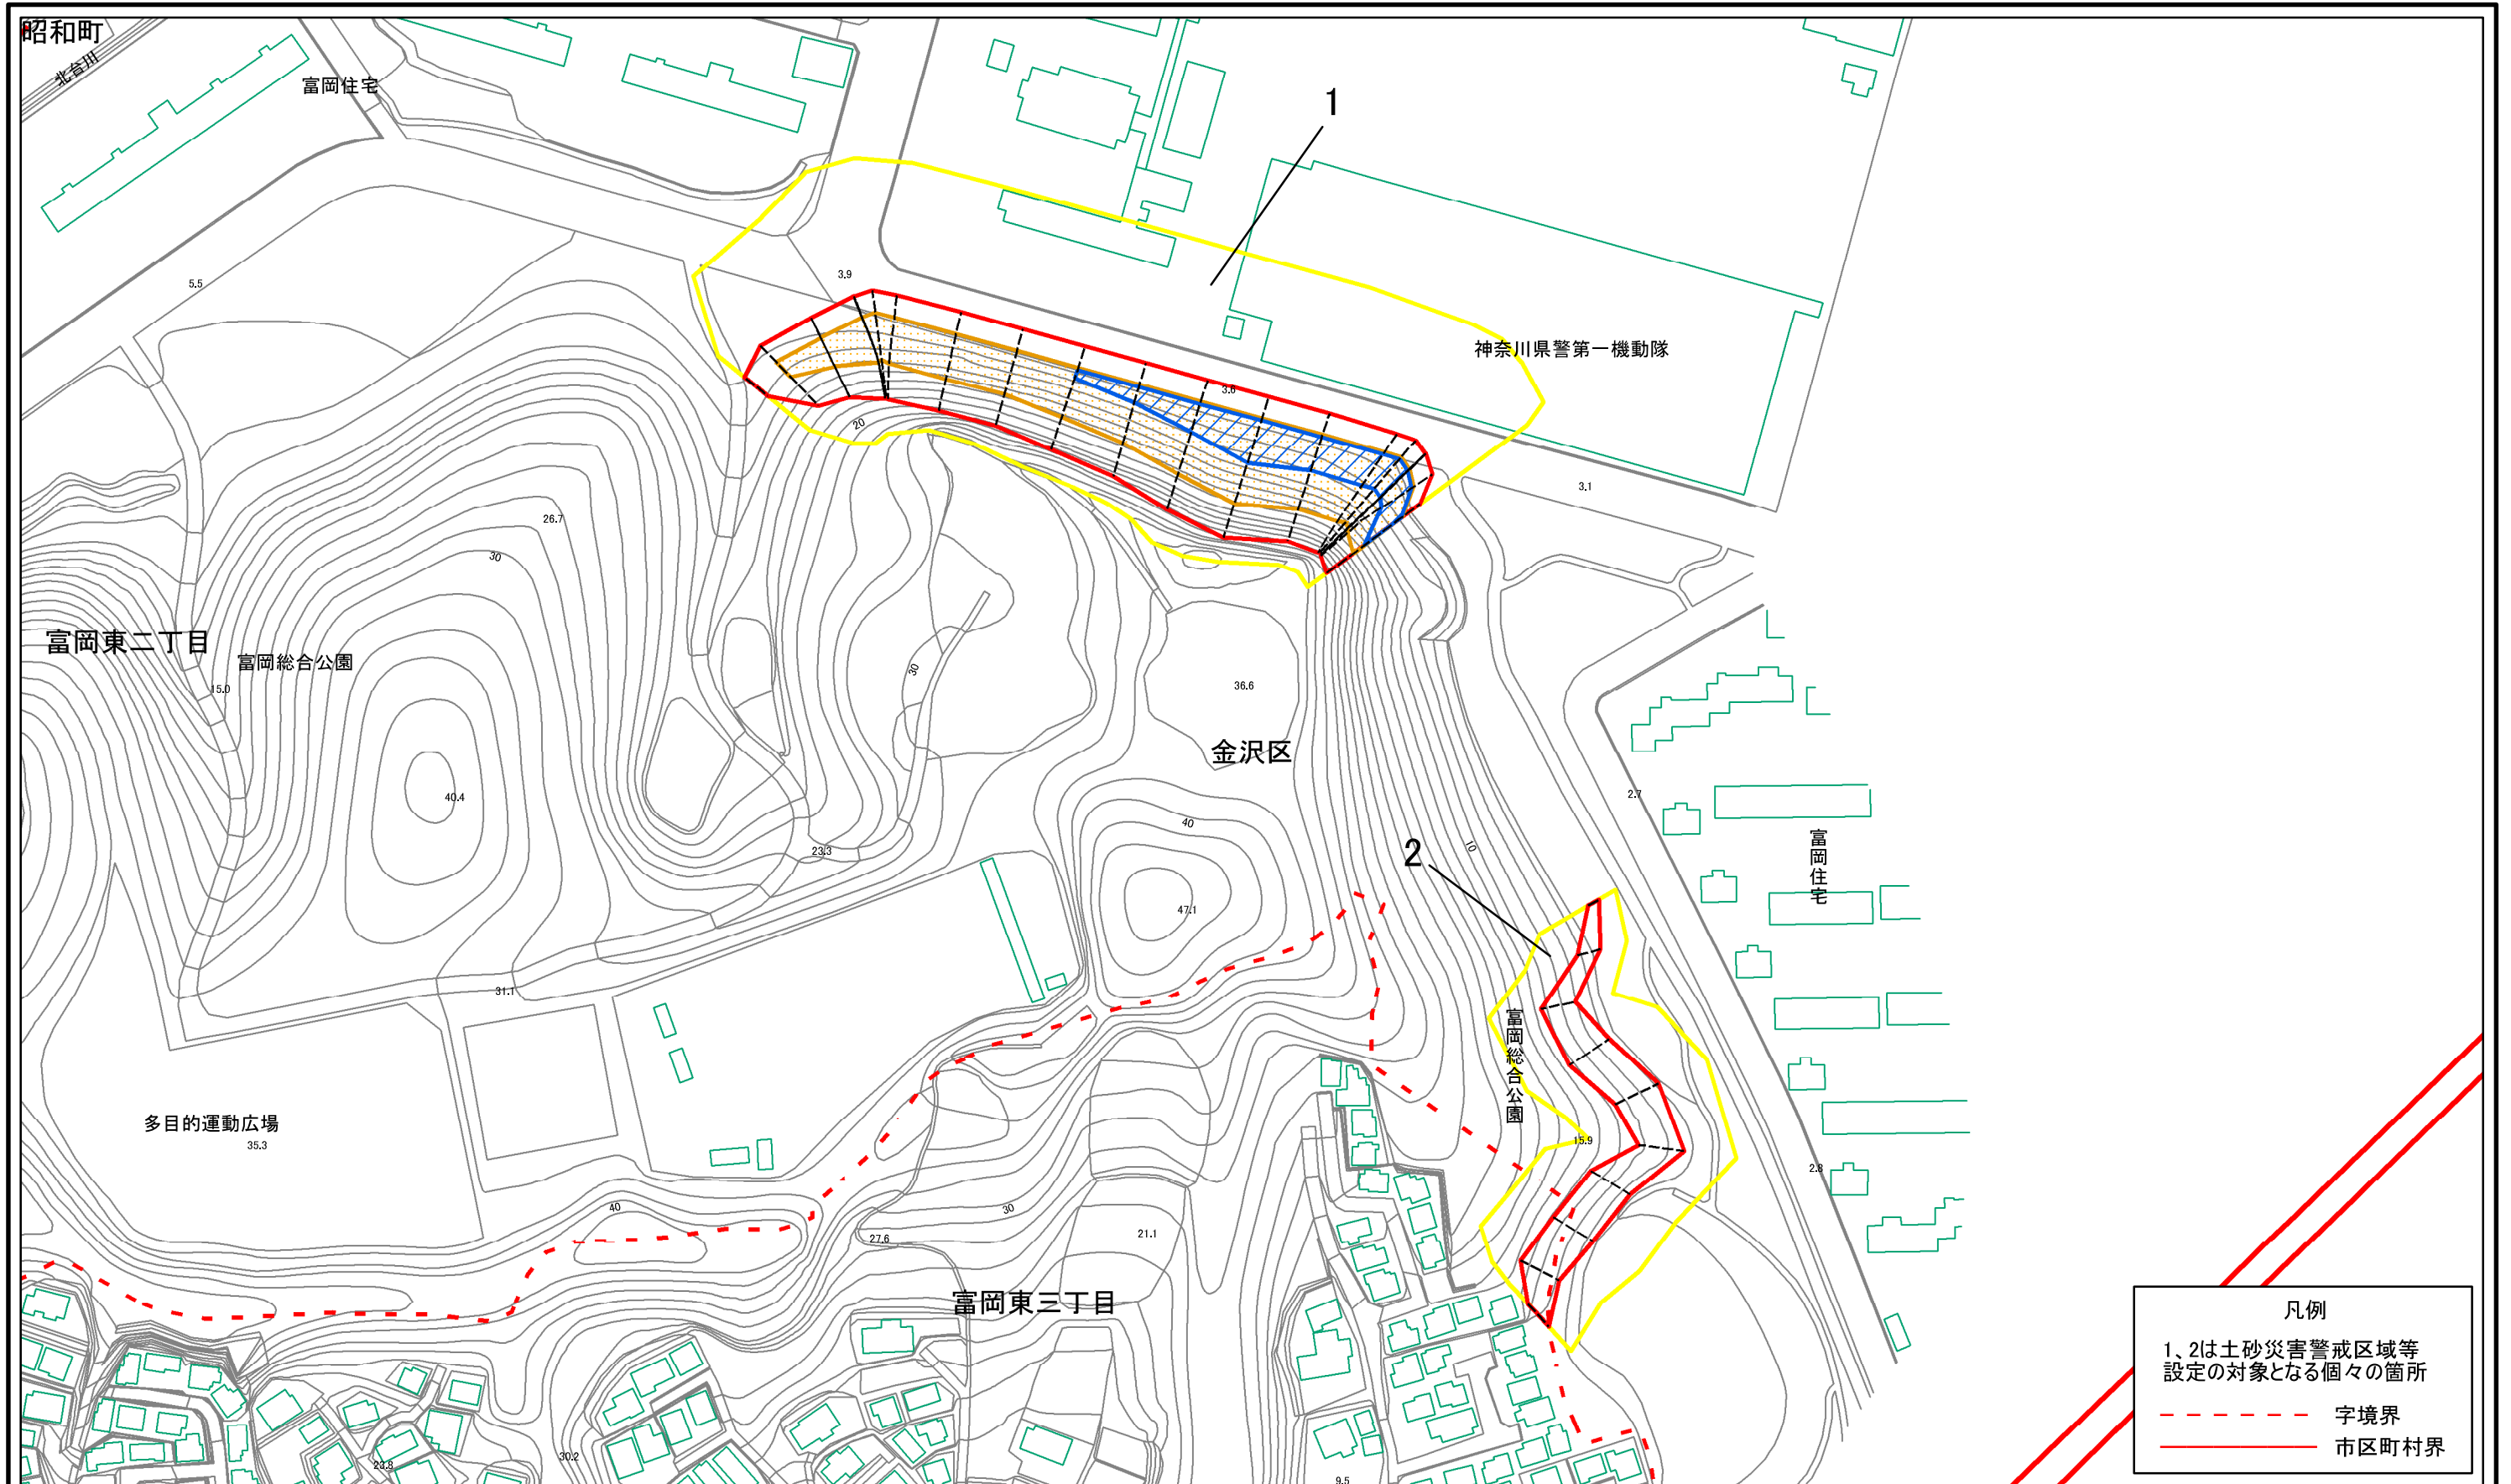 昭和町
北台川
富岡住宅
1
5.5
3.9
神奈川県警第一機動隊
3.6
20
3.1
26.7
30
富岡東二丁目
富岡総合公園
15.0
30
36.6
金沢区
40.4
2.7
40
23.3
10
2
富岡住宅
47.1
31.1
富岡総合公園
多目的運動広場
35.3
15.9
2.8
40
30
27.6
21.1
富岡東三丁目
凡例
1、2は土砂災害警戒区域等
設定の対象となる個々の箇所
字境界
市区町村界
30.2
23.8
9.5